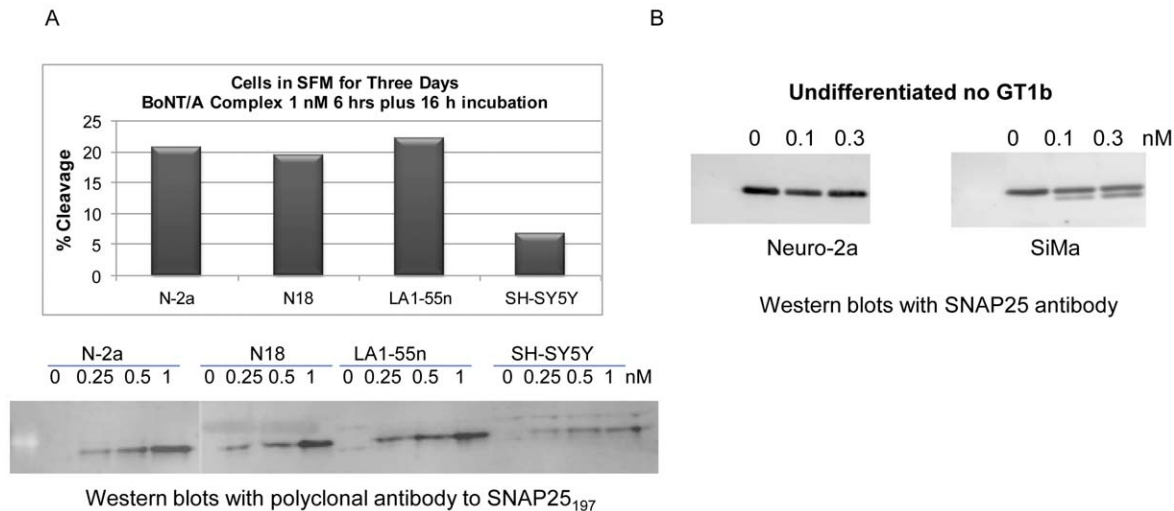 A
Cells in SFM for Three Days
BoNT/A Complex 1 nM 6 hrs plus 16 h incubation
% Cleavage
25
20
15
10
5
0
N-2a N18 LA1-55n SH-SY5Y
N-2a N18 LA1-55n SH-SY5Y
0 0.25 0.5 1 0 0.25 0.5 1 0 0.25 0.5 1 0 0.25 0.5 1 nM
Western blots with polyclonal antibody to SNAP25₁₉₇
B
Undifferentiated no GT1b
0 0.1 0.3 0 0.1 0.3 nM
Neuro-2a SiMa
Western blots with SNAP25 antibody